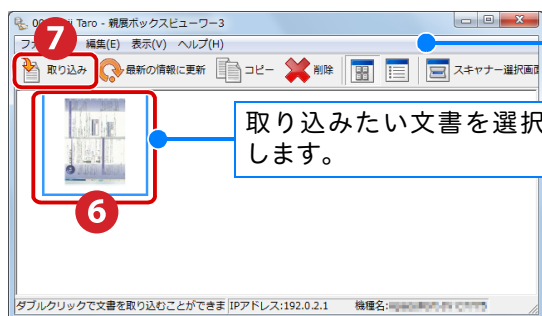 00 Taro - 親展ボックスビューワー3
編集(E) 表示(V) ヘルプ(H)
7
取り込み 最新の情報に更新 コピー 削除 スキャナー選択画面
取り込みたい文書を選択
します。
6
ダブルクリックで文書を取り込むことができま IPアドレス:192.0.2.1 機種名: